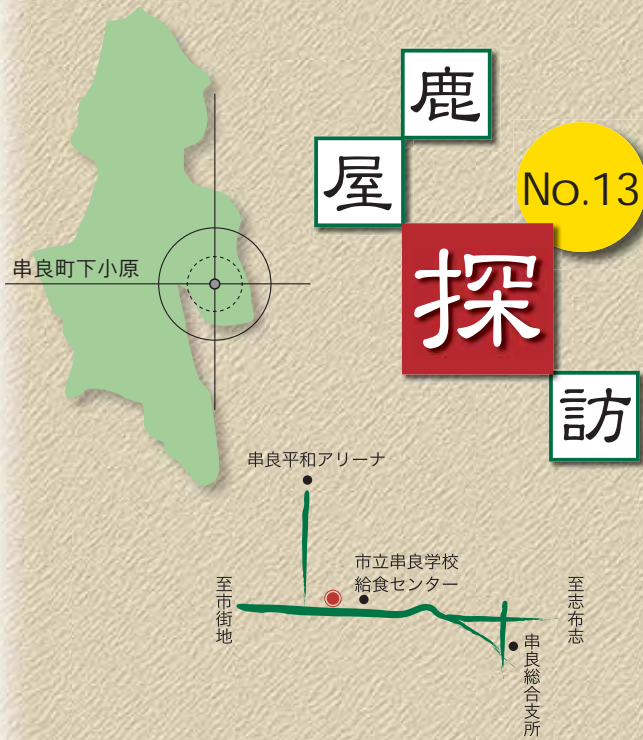 鹿屋探訪
No.13
串良町下小原
串良平和アリーナ
市立串良学校
給食センター
至市街地
至志布志
串良総合支所